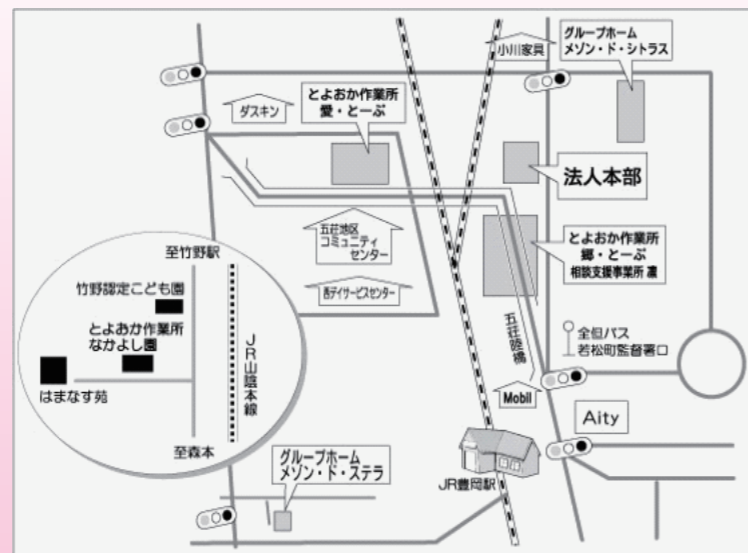 小川家具
グループホーム
メゾン・ド・シトラス
ダスキン
とよおか作業所
愛・とーぷ
法人本部
五荘地区
コミュニティ
センター
とよおか作業所
郷・とーぷ
相談支援事業所 凛
西デイサービスセンター
五荘陸橋
全但バス
若松町監督署口
Mobil
Aity
JR豊岡駅
グループホーム
メゾン・ド・ステラ
至竹野駅
竹野認定こども園
とよおか作業所
なかよし園
はまなす苑
JR山陰本線
至森本